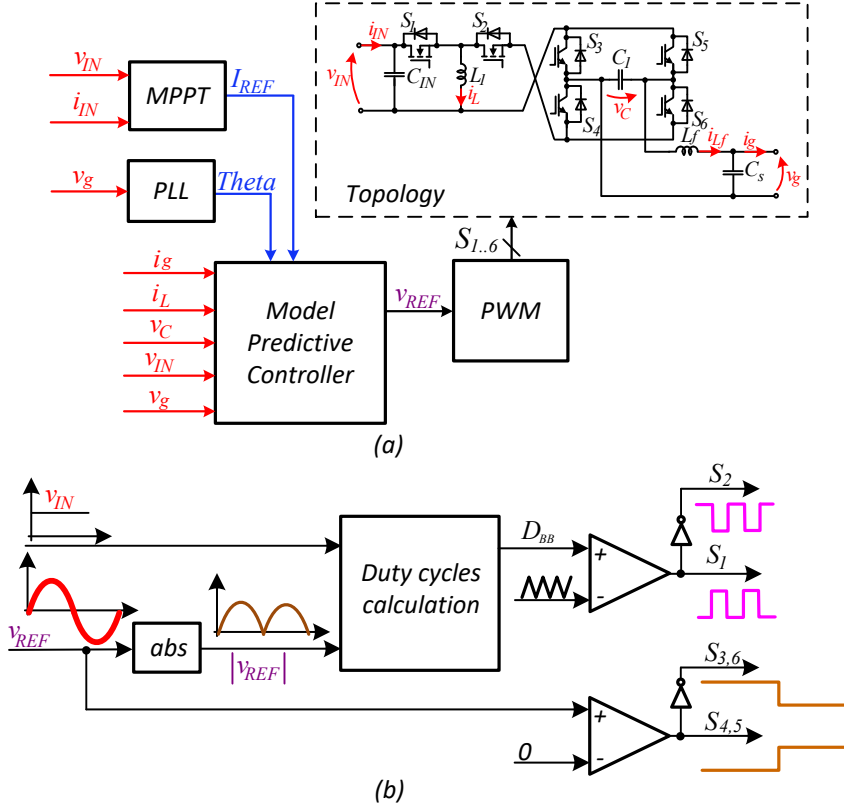 v_IN
i_IN
MPPT
I_REF
v_g
PLL
Theta
i_IN
S_1
S_2
v_IN
C_IN
L_1
i_L
S_3
S_4
C_1
v_C
S_5
S_6
L_f
i_Lf
i_g
C_s
v_g
Topology
S_1..6
i_g
i_L
v_C
v_IN
v_g
Model
Predictive
Controller
v_REF
PWM
(a)
v_IN
v_REF
abs
|v_REF|
Duty cycles
calculation
D_BB
+
-
S_2
S_1
+
-
0
S_3,6
S_4,5
(b)